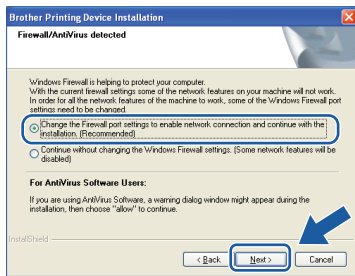 Brother Printing Device Installation
Firewall/AntiVirus detected
Windows Firewall is helping to protect your computer.
With the current firewall settings some of the network features on your machine will not work.
In order for all the network features of the machine to work, some of the Windows Firewall port
settings need to be changed.
Change the Firewall port settings to enable network connection and continue with the
installation. (Recommended)
Continue without changing the Windows Firewall settings. (Some network features will be
disabled)
For AntiVirus Software Users:
If you are using AntiVirus Software, a warning dialog window might appear during the
installation, then choose "allow" to continue.
InstallShield
< Back
Next >
Cancel